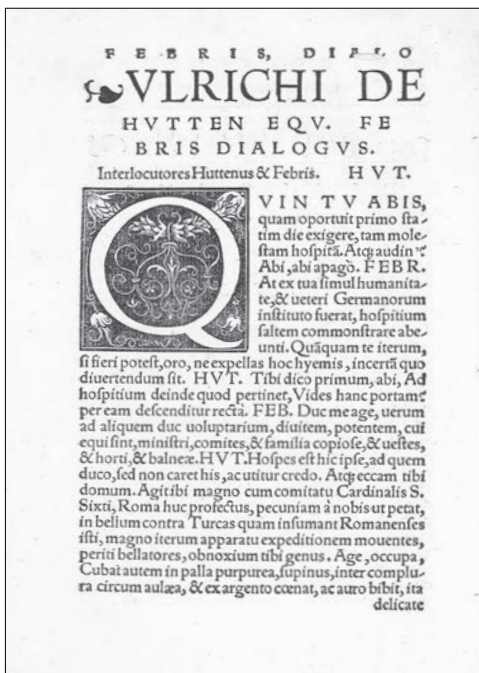 FEBRIS, DIALO
VLRICHI DE
HVTTEN EQV. FE
BRIS DIALOGVS.
Interlocutores Huttenus & Febris. HVT.
QVIN TV ABIS,
quam oportuit primo ſta-
tim die exigere, tam mole-
ſtam hoſpitā. Atqꝫ audin?
Abi, abi apagò. FEBR.
At ex tua ſimul humanita-
te, & ueteri Germanorum
inſtituto fuerat, hoſpitium
ſaltem commonſtrare abe-
unti. Quāquam te iterum,
ſi fieri poteſt, oro, ne expellas hoc hyemis, incertā quo
diuertendum ſit. HVT. Tibi dico primum, abi, Ad
hoſpitium deinde quod pertinet, Vides hanc portam?
per eam deſcenditur rectà. FEB. Duc me age, uerum
ad aliquem duc uoluptarium, diuitem, potentem, cui
equi ſint, miniſtri, comites, & familia copioſe, & ueſtes,
& horti, & balneæ. HVT. Hoſpes eſt hic ipſe, ad quem
duco, ſed non caret his, ac utitur credo. Atqꝫ eccam tibi
domum. Agit ibi magno cum comitatu Cardinalis S.
Sixti, Roma huc profectus, pecuniam à nobis ut petat,
in bellum contra Turcas quam inſumant Romanenſes
iſti, magno iterum apparatu expeditionem mouentes,
periti bellatores, obnoxium tibi genus. Age, occupa,
Cubat autem in palla purpurea, ſupinus, inter complu-
ra circum aulæa, & ex argento cœnat, ac auro bibit, ita
delicate